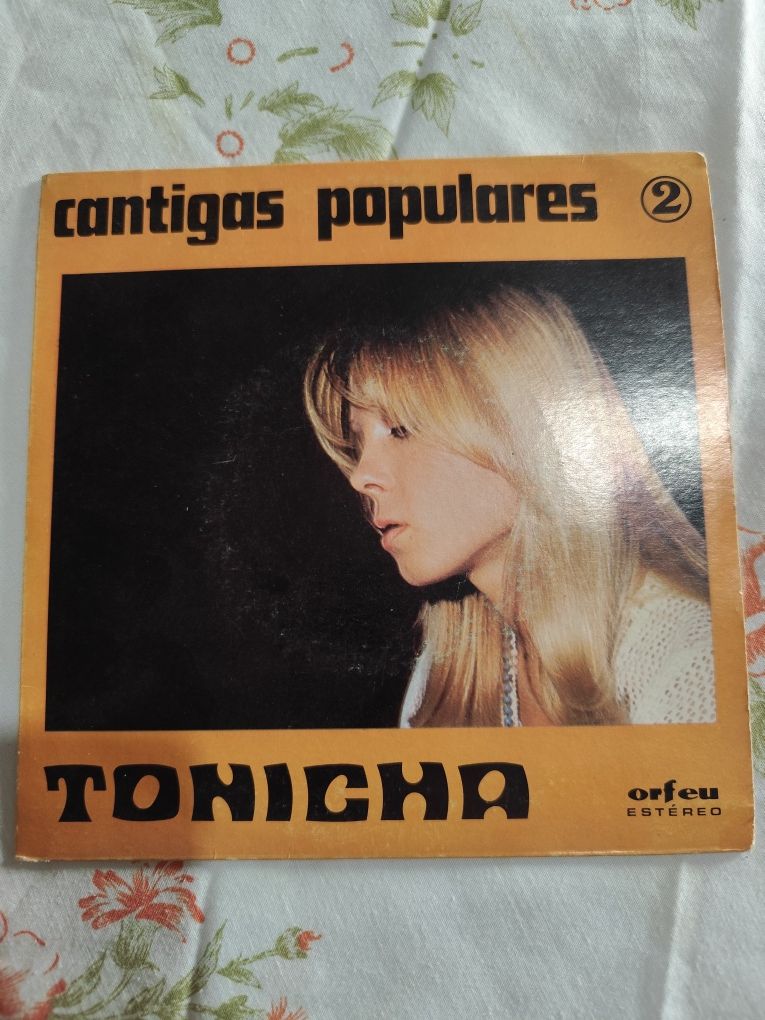 cantigas populares 2
TONICHA
orfeu
ESTÉREO